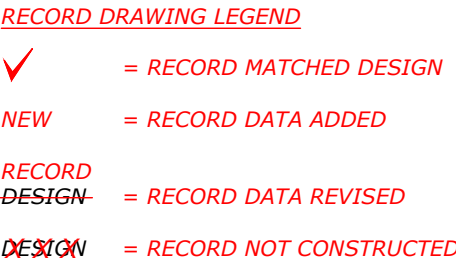 RECORD DRAWING LEGEND
= RECORD MATCHED DESIGN
NEW = RECORD DATA ADDED
RECORD
DESIGN = RECORD DATA REVISED
DESIGN = RECORD NOT CONSTRUCTED